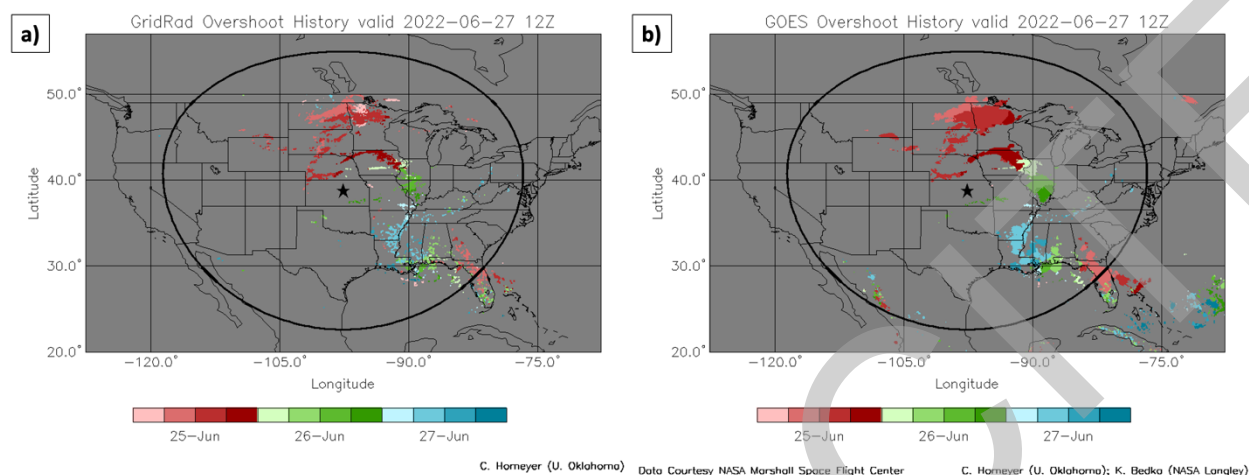 a)
GridRad Overshoot History valid 2022-06-27 12Z
Latitude
50.0°
40.0°
30.0°
20.0°
-120.0° -105.0° -90.0° -75.0°
Longitude
25-Jun 26-Jun 27-Jun
C. Homeyer (U. Oklahoma)
b)
GOES Overshoot History valid 2022-06-27 12Z
Latitude
50.0°
40.0°
30.0°
20.0°
-120.0° -105.0° -90.0° -75.0°
Longitude
25-Jun 26-Jun 27-Jun
Data Courtesy NASA Marshall Space Flight Center
C. Homeyer (U. Oklahoma); K. Bedka (NASA Langley)